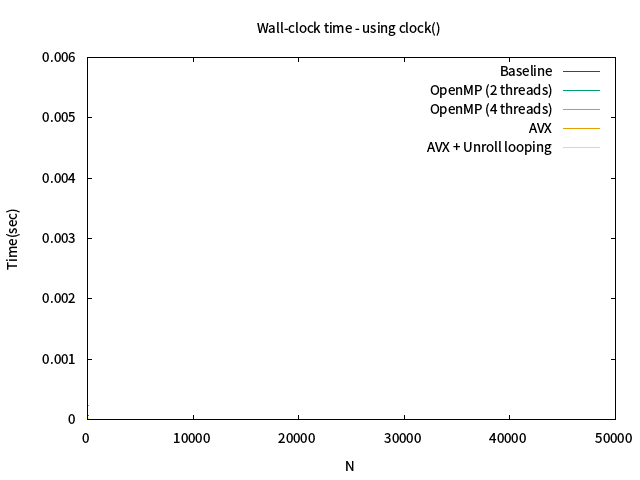 Wall-clock time - using clock()
Baseline
OpenMP (2 threads)
OpenMP (4 threads)
AVX
AVX + Unroll looping
0.006
0.005
0.004
0.003
0.002
0.001
0
Time(sec)
0 10000 20000 30000 40000 50000
N